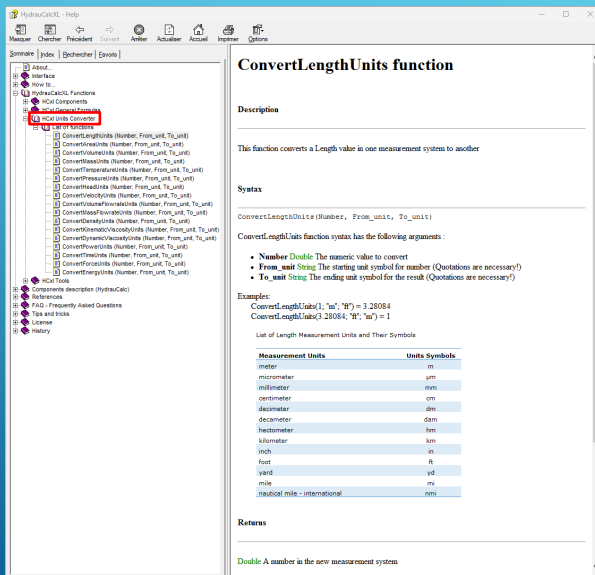 HydrauCalcXL - Help
Masquer Chercher Précédent Suivant Arrêter Actualiser Accueil Imprimer Options
Sommaire Index Rechercher Favoris
About...
Interface
How to...
HydrauCalcXL Functions
HCxl Components
HCxl General Formulas
HCxl Units Converter
List of functions
ConvertLengthUnits (Number, From_unit, To_unit)
ConvertAreaUnits (Number, From_unit, To_unit)
ConvertVolumeUnits (Number, From_unit, To_unit)
ConvertMassUnits (Number, From_unit, To_unit)
ConvertTemperatureUnits (Number, From_unit, To_unit)
ConvertPressureUnits (Number, From_unit, To_unit)
ConvertHeadUnits (Number, From_unit, To_unit)
ConvertVelocityUnits (Number, From_unit, To_unit)
ConvertVolumeFlowrateUnits (Number, From_unit, To_unit)
ConvertMassFlowrateUnits (Number, From_unit, To_unit)
ConvertDensityUnits (Number, From_unit, To_unit)
ConvertKinematicViscosityUnits (Number, From_unit, To_unit)
ConvertDynamicViscosityUnits (Number, From_unit, To_unit)
ConvertPowerUnits (Number, From_unit, To_unit)
ConvertTimeUnits (Number, From_unit, To_unit)
ConvertForceUnits (Number, From_unit, To_unit)
ConvertEnergyUnits (Number, From_unit, To_unit)
HCxl Tools
Components description (HydrauCalc)
References
FAQ - Frequently Asked Questions
Tips and tricks
License
History
ConvertLengthUnits function
Description
This function converts a Length value in one measurement system to another
Syntax
ConvertLengthUnits(Number, From_unit, To_unit)
ConvertLengthUnits function syntax has the following arguments :
Number Double The numeric value to convert
From_unit String The starting unit symbol for number (Quotations are necessary!)
To_unit String The ending unit symbol for the result (Quotations are necessary!)
Examples:
ConvertLengthUnits(1; "m"; "ft") = 3.28084
ConvertLengthUnits(3.28084; "ft"; "m") = 1
List of Length Measurement Units and Their Symbols
Measurement Units Units Symbols
meter m
micrometer µm
millimeter mm
centimeter cm
decimeter dm
decameter dam
hectometer hm
kilometer km
inch in
foot ft
yard yd
mile mi
nautical mile - international nmi
Returns
Double A number in the new measurement system